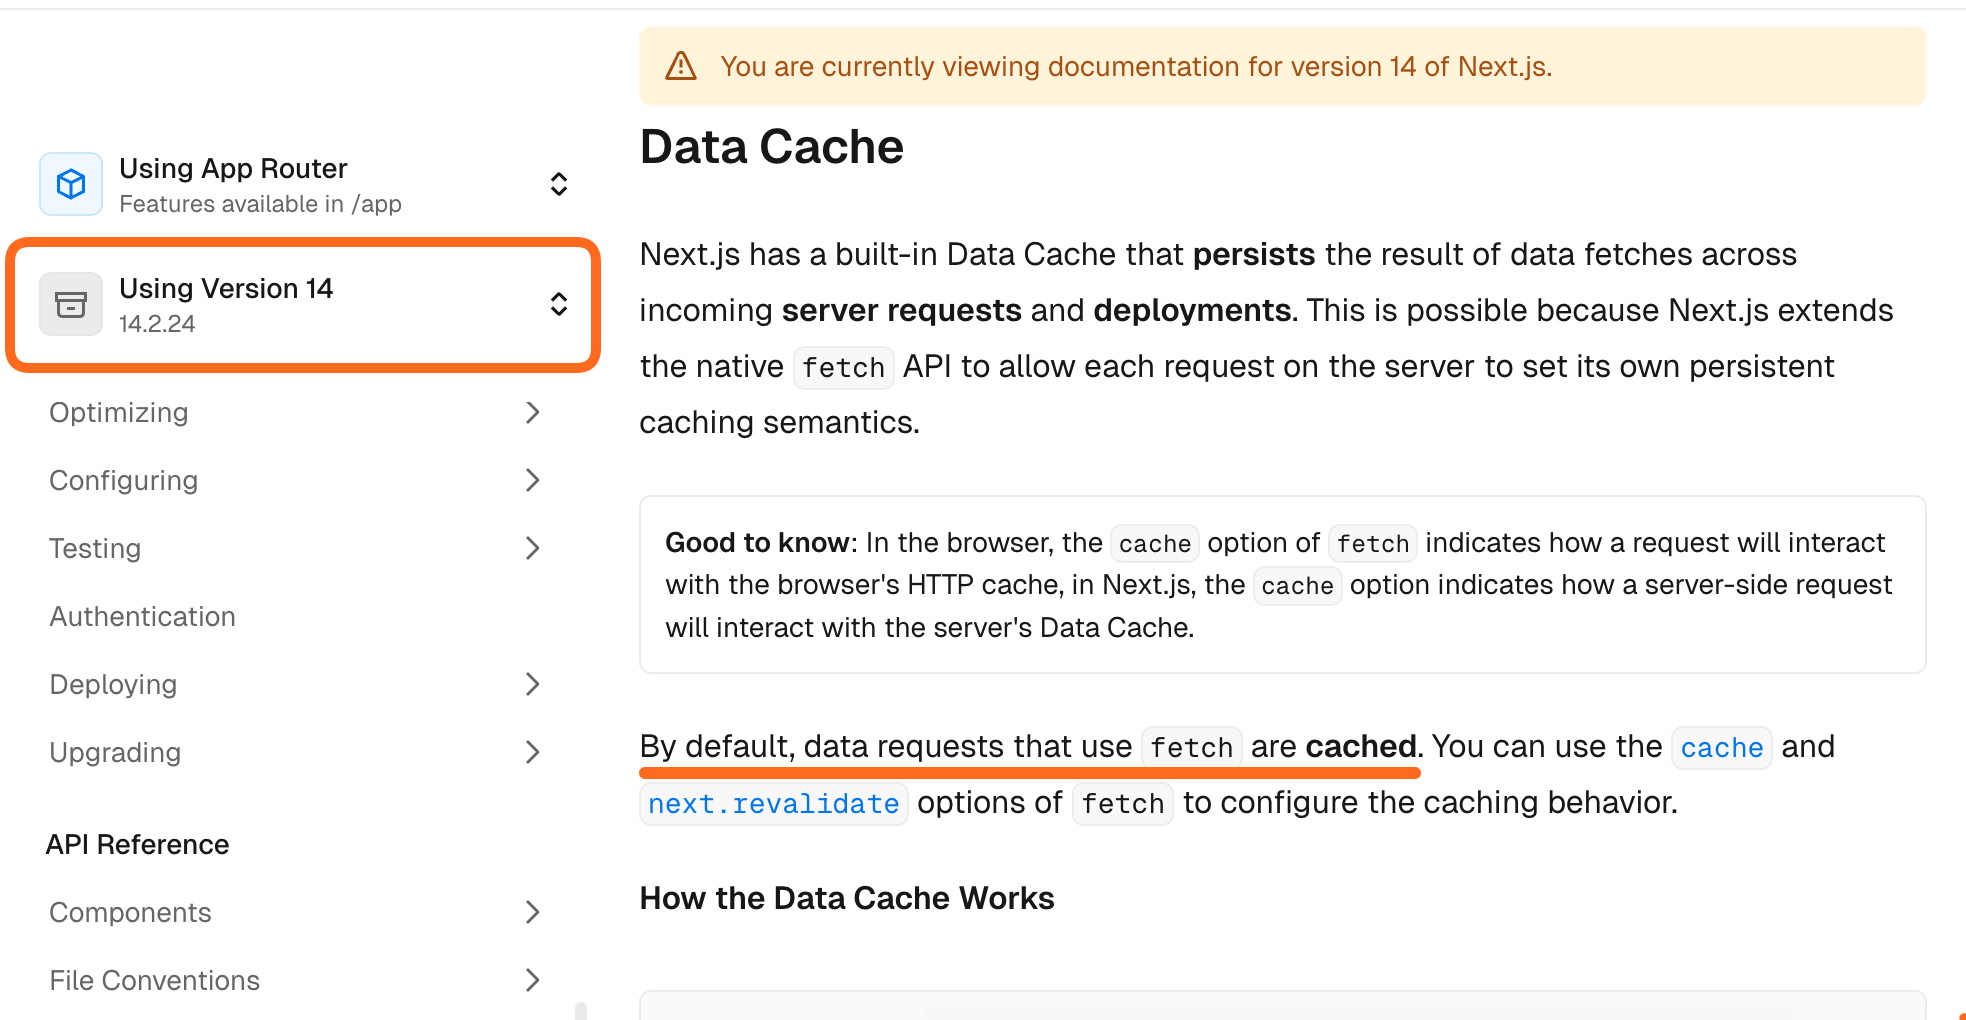 Using App Router
Features available in /app
Using Version 14
14.2.24
Optimizing
Configuring
Testing
Authentication
Deploying
Upgrading
API Reference
Components
File Conventions
You are currently viewing documentation for version 14 of Next.js.
Data Cache
Next.js has a built-in Data Cache that persists the result of data fetches across
incoming server requests and deployments. This is possible because Next.js extends
the native fetch API to allow each request on the server to set its own persistent
caching semantics.
Good to know: In the browser, the cache option of fetch indicates how a request will interact
with the browser's HTTP cache, in Next.js, the cache option indicates how a server-side request
will interact with the server's Data Cache.
By default, data requests that use fetch are cached. You can use the cache and
next.revalidate options of fetch to configure the caching behavior.
How the Data Cache Works